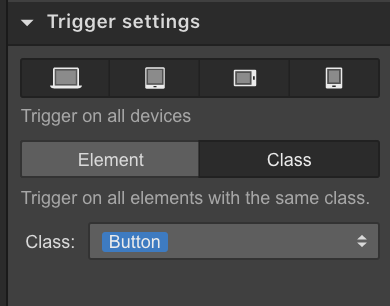 Trigger settings
Trigger on all devices
Element Class
Trigger on all elements with the same class.
Class: Button